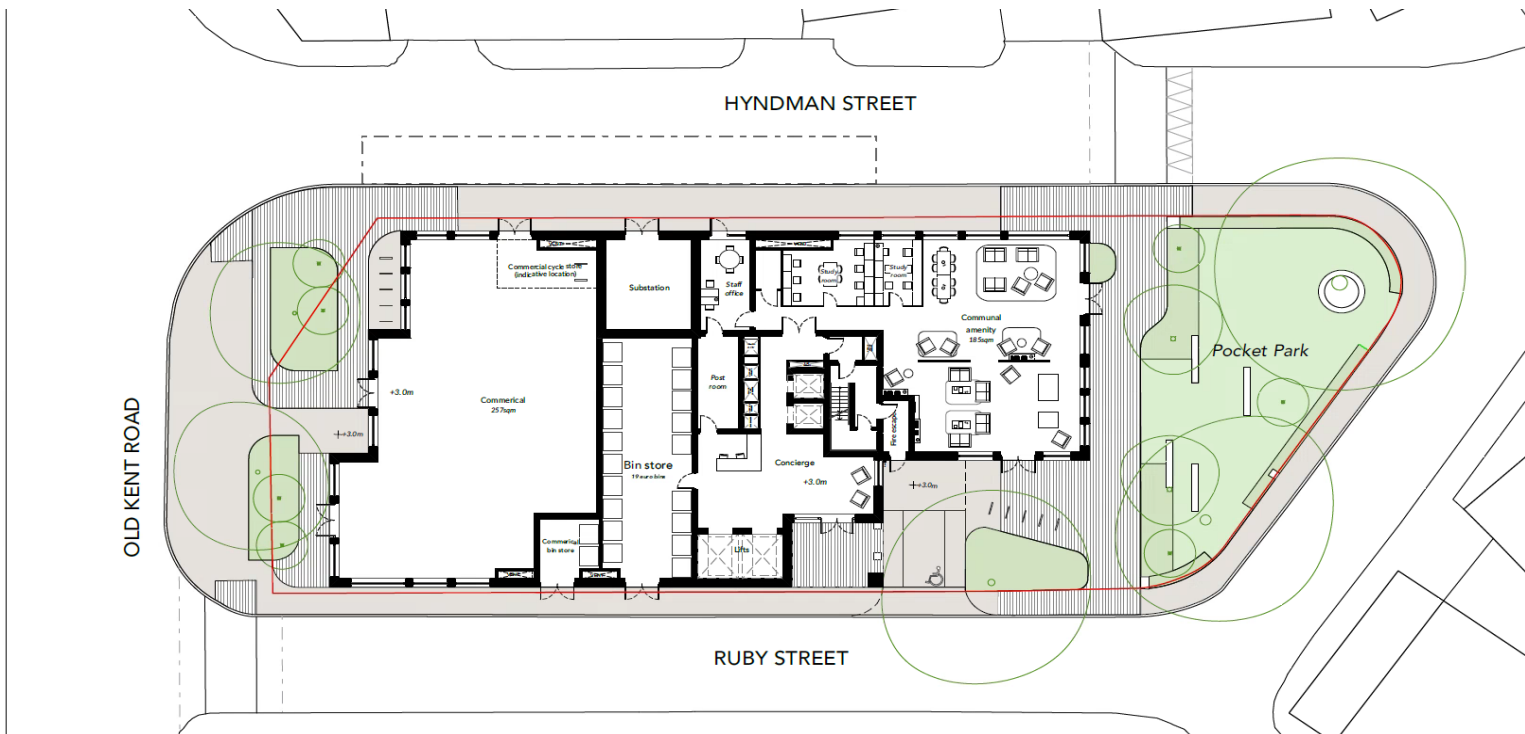 HYNDMAN STREET
Commercial cycle store
(indicative location)
Substation
Staff
office
Study
room
Study
room
Communal
amenity
185sqm
Pocket Park
+3.0m
Commerical
257sqm
Post
room
OLD KENT ROAD
+3.0m
Fire escape
Bin store
19 euro bins
Concierge
+3.0m
+3.0m
Commerical
bin store
Lifts
RUBY STREET